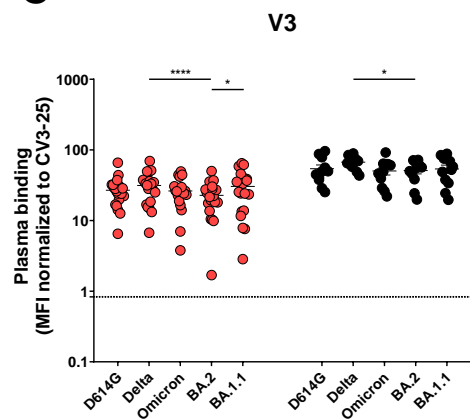 V3
**** * *
Plasma binding
(MFI normalized to CV3-25)
1000
100
10
1
0.1
D614G Delta Omicron BA.2 BA.1.1 D614G Delta Omicron BA.2 BA.1.1